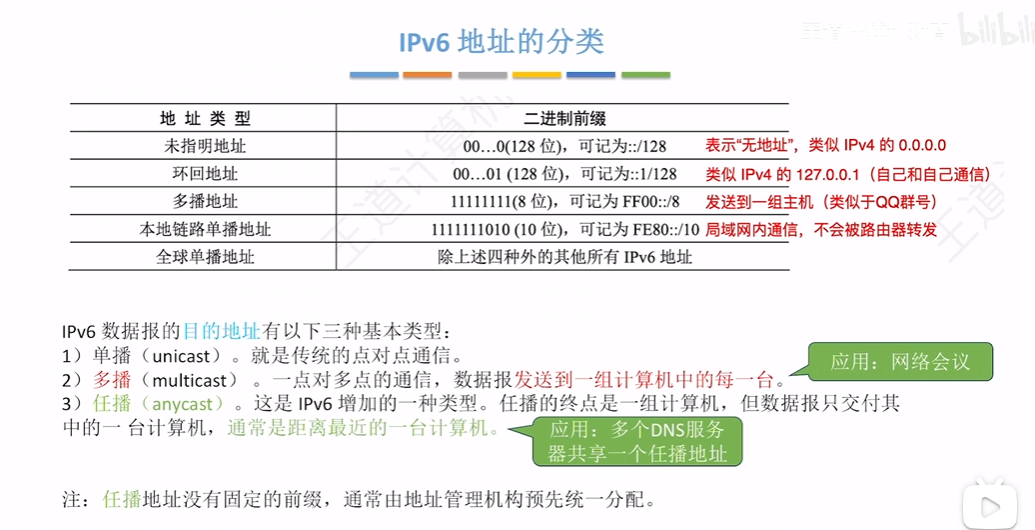 bilibili
IPv6 地址的分类
地 址 类 型 二进制前缀
未指明地址 00…0(128 位)，可记为::/128 表示“无地址”，类似 IPv4 的 0.0.0.0
环回地址 00…01 (128 位)，可记为::1/128 类似 IPv4 的 127.0.0.1（自己和自己通信）
多播地址 11111111(8 位)，可记为 FF00::/8 发送到一组主机（类似于QQ群号）
本地链路单播地址 1111111010 (10 位)，可记为 FE80::/10 局域网内通信，不会被路由器转发
全球单播地址 除上述四种外的其他所有 IPv6 地址
王道计算机
王道
IPv6 数据报的目的地址有以下三种基本类型：
1）单播（unicast）。就是传统的点对点通信。
应用：网络会议
2）多播（multicast）。一点对多点的通信，数据报发送到一组计算机中的每一台。
3）任播（anycast）。这是 IPv6 增加的一种类型。任播的终点是一组计算机，但数据报只交付其
中的一 台计算机，通常是距离最近的一台计算机。
应用：多个DNS服务
器共享一个任播地址
注：任播地址没有固定的前缀，通常由地址管理机构预先统一分配。